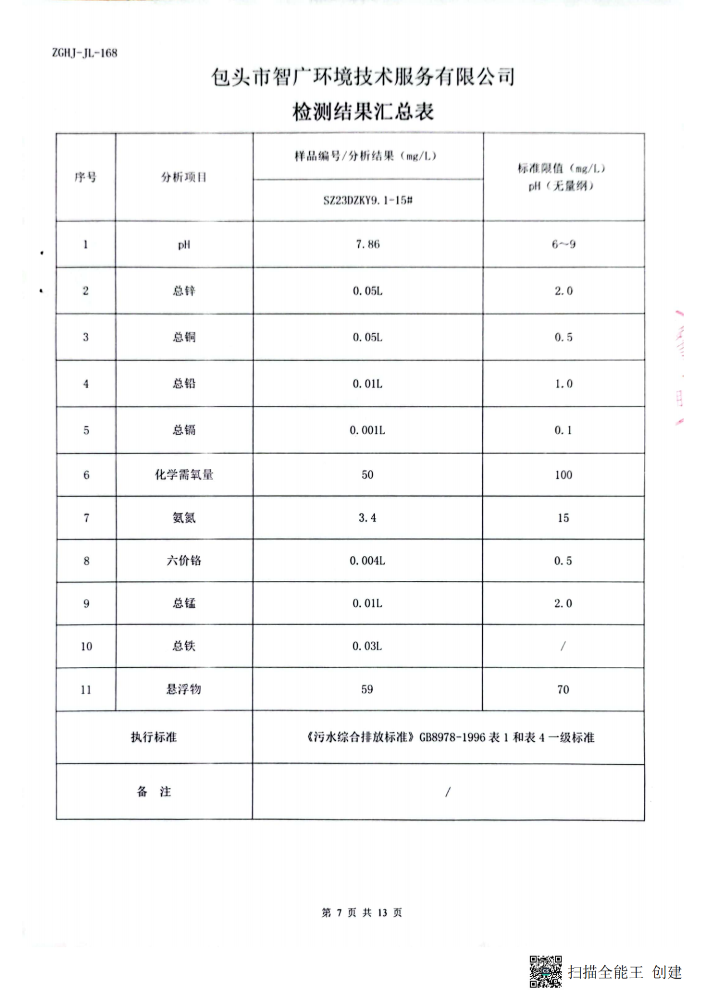 ZGHJ-JL-168
包头市智广环境技术服务有限公司
检测结果汇总表
序号 分析项目 样品编号/分析结果（mg/L） 标准限值（mg/L）
pH（无量纲）
SZ23DZKY9.1-15#
1 pH 7.86 6～9
2 总锌 0.05L 2.0
3 总铜 0.05L 0.5
4 总铅 0.01L 1.0
5 总镉 0.001L 0.1
6 化学需氧量 50 100
7 氨氮 3.4 15
8 六价铬 0.004L 0.5
9 总锰 0.01L 2.0
10 总铁 0.03L /
11 悬浮物 59 70
执行标准 《污水综合排放标准》GB8978-1996 表 1 和表 4 一级标准
备 注 /
第 7 页 共 13 页
扫描全能王 创建